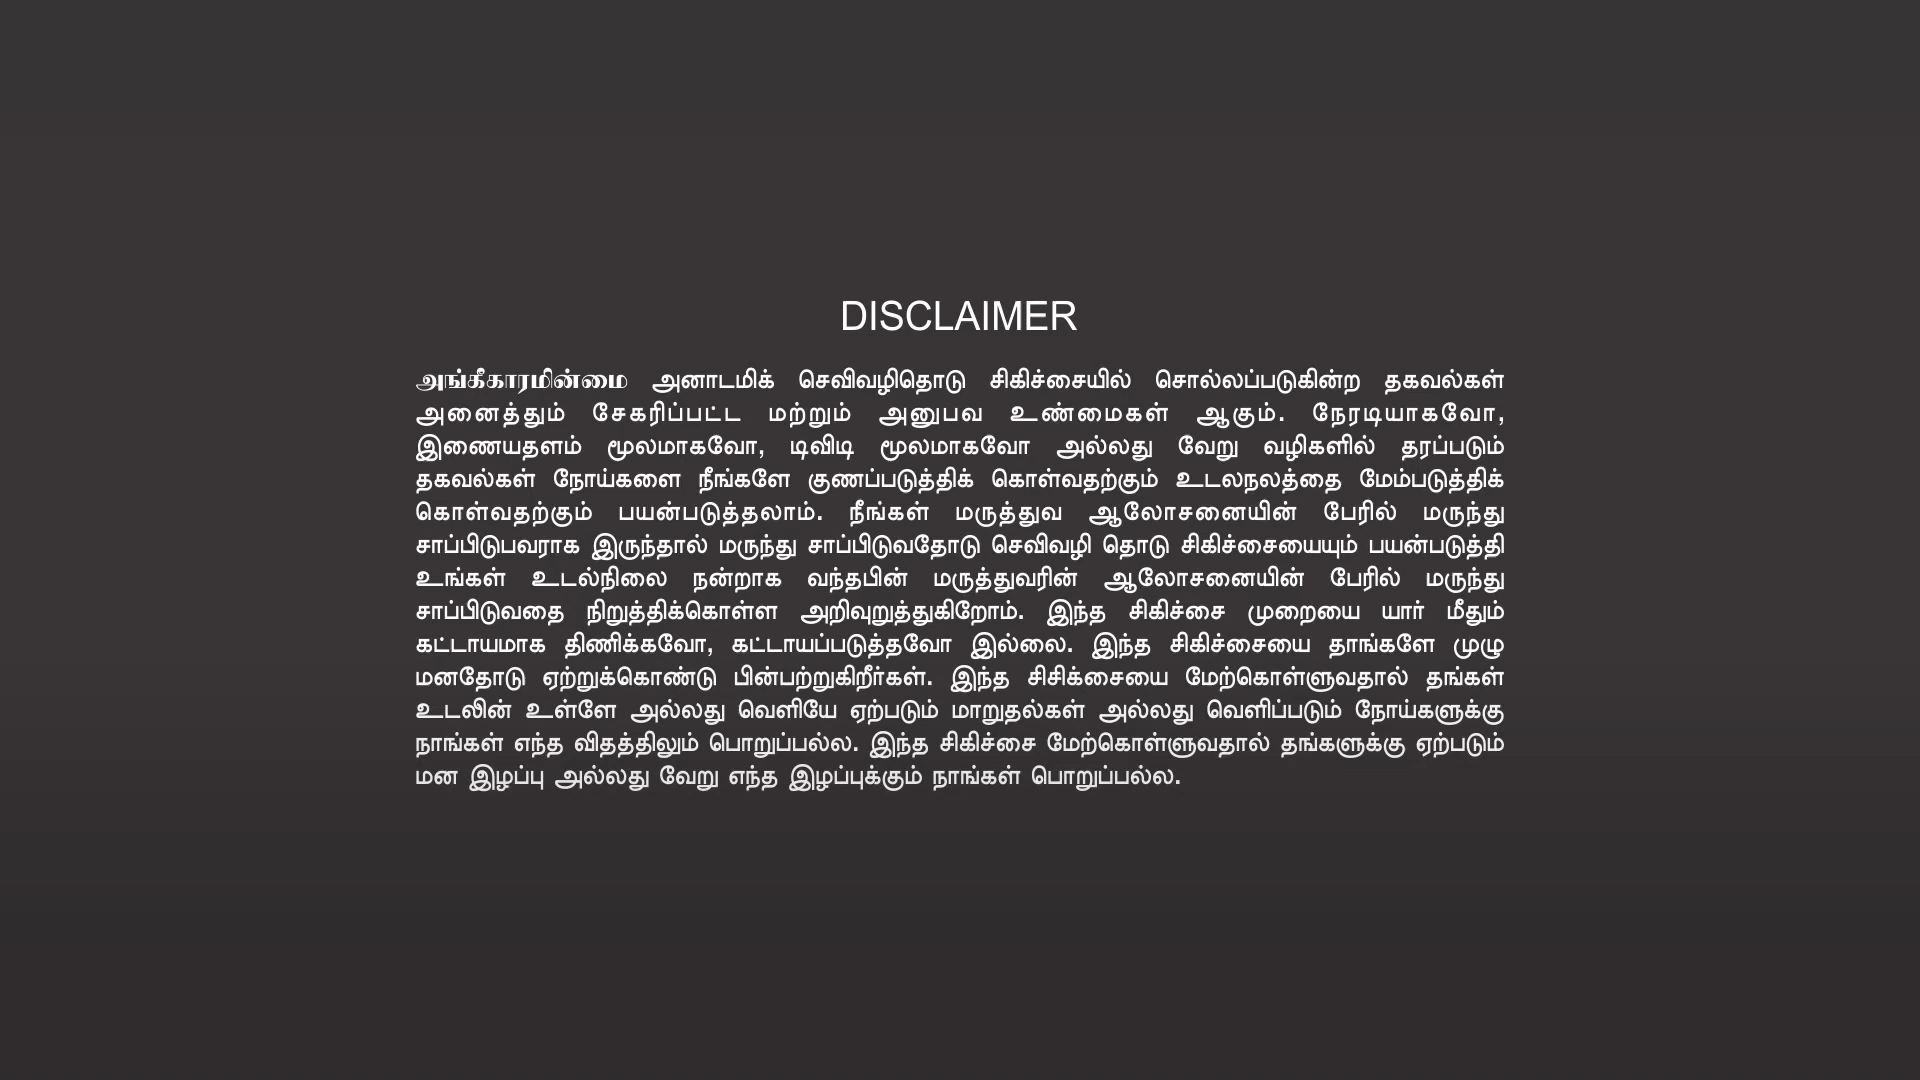 DISCLAIMER
அங்கீகாரமின்மை அனாடமிக் செவிவழிதொடு சிகிச்சையில் சொல்லப்படுகின்ற தகவல்கள்
அனைத்தும் சேகரிப்பட்ட மற்றும் அனுபவ உண்மைகள் ஆகும். நேரடியாகவோ,
இணையதளம் மூலமாகவோ, டிவிடி மூலமாகவோ அல்லது வேறு வழிகளில் தரப்படும்
தகவல்கள் நோய்களை நீங்களே குணப்படுத்திக் கொள்வதற்கும் உடலநலத்தை மேம்படுத்திக்
கொள்வதற்கும் பயன்படுத்தலாம். நீங்கள் மருத்துவ ஆலோசனையின் பேரில் மருந்து
சாப்பிடுபவராக இருந்தால் மருந்து சாப்பிடுவதோடு செவிவழி தொடு சிகிச்சையையும் பயன்படுத்தி
உங்கள் உடல்நிலை நன்றாக வந்தபின் மருத்துவரின் ஆலோசனையின் பேரில் மருந்து
சாப்பிடுவதை நிறுத்திக்கொள்ள அறிவுறுத்துகிறோம். இந்த சிகிச்சை முறையை யார் மீதும்
கட்டாயமாக திணிக்கவோ, கட்டாயப்படுத்தவோ இல்லை. இந்த சிகிச்சையை தாங்களே முழு
மனதோடு ஏற்றுக்கொண்டு பின்பற்றுகிறீர்கள். இந்த சிசிக்சையை மேற்கொள்ளுவதால் தங்கள்
உடலின் உள்ளே அல்லது வெளியே ஏற்படும் மாறுதல்கள் அல்லது வெளிப்படும் நோய்களுக்கு
நாங்கள் எந்த விதத்திலும் பொறுப்பல்ல. இந்த சிகிச்சை மேற்கொள்ளுவதால் தங்களுக்கு ஏற்படும்
மன இழப்பு அல்லது வேறு எந்த இழப்புக்கும் நாங்கள் பொறுப்பல்ல.